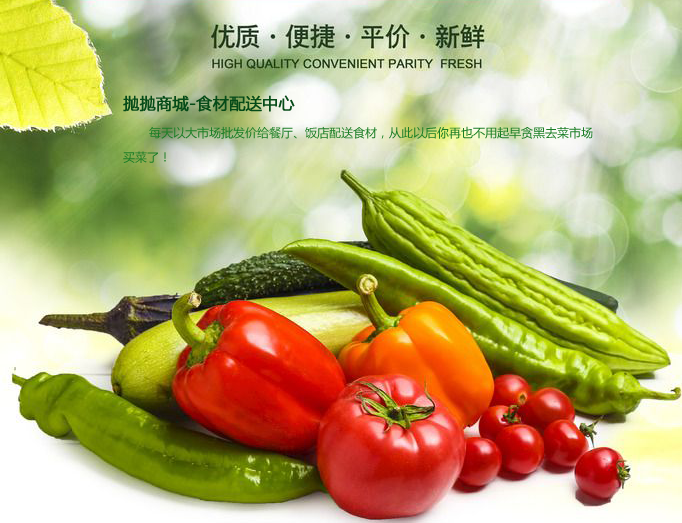 优质·便捷·平价·新鲜
HIGH QUALITY CONVENIENT PARITY FRESH
抛抛商城-食材配送中心
每天以大市场批发价给餐厅、饭店配送食材，从此以后你再也不用起早贪黑去菜市场
买菜了！